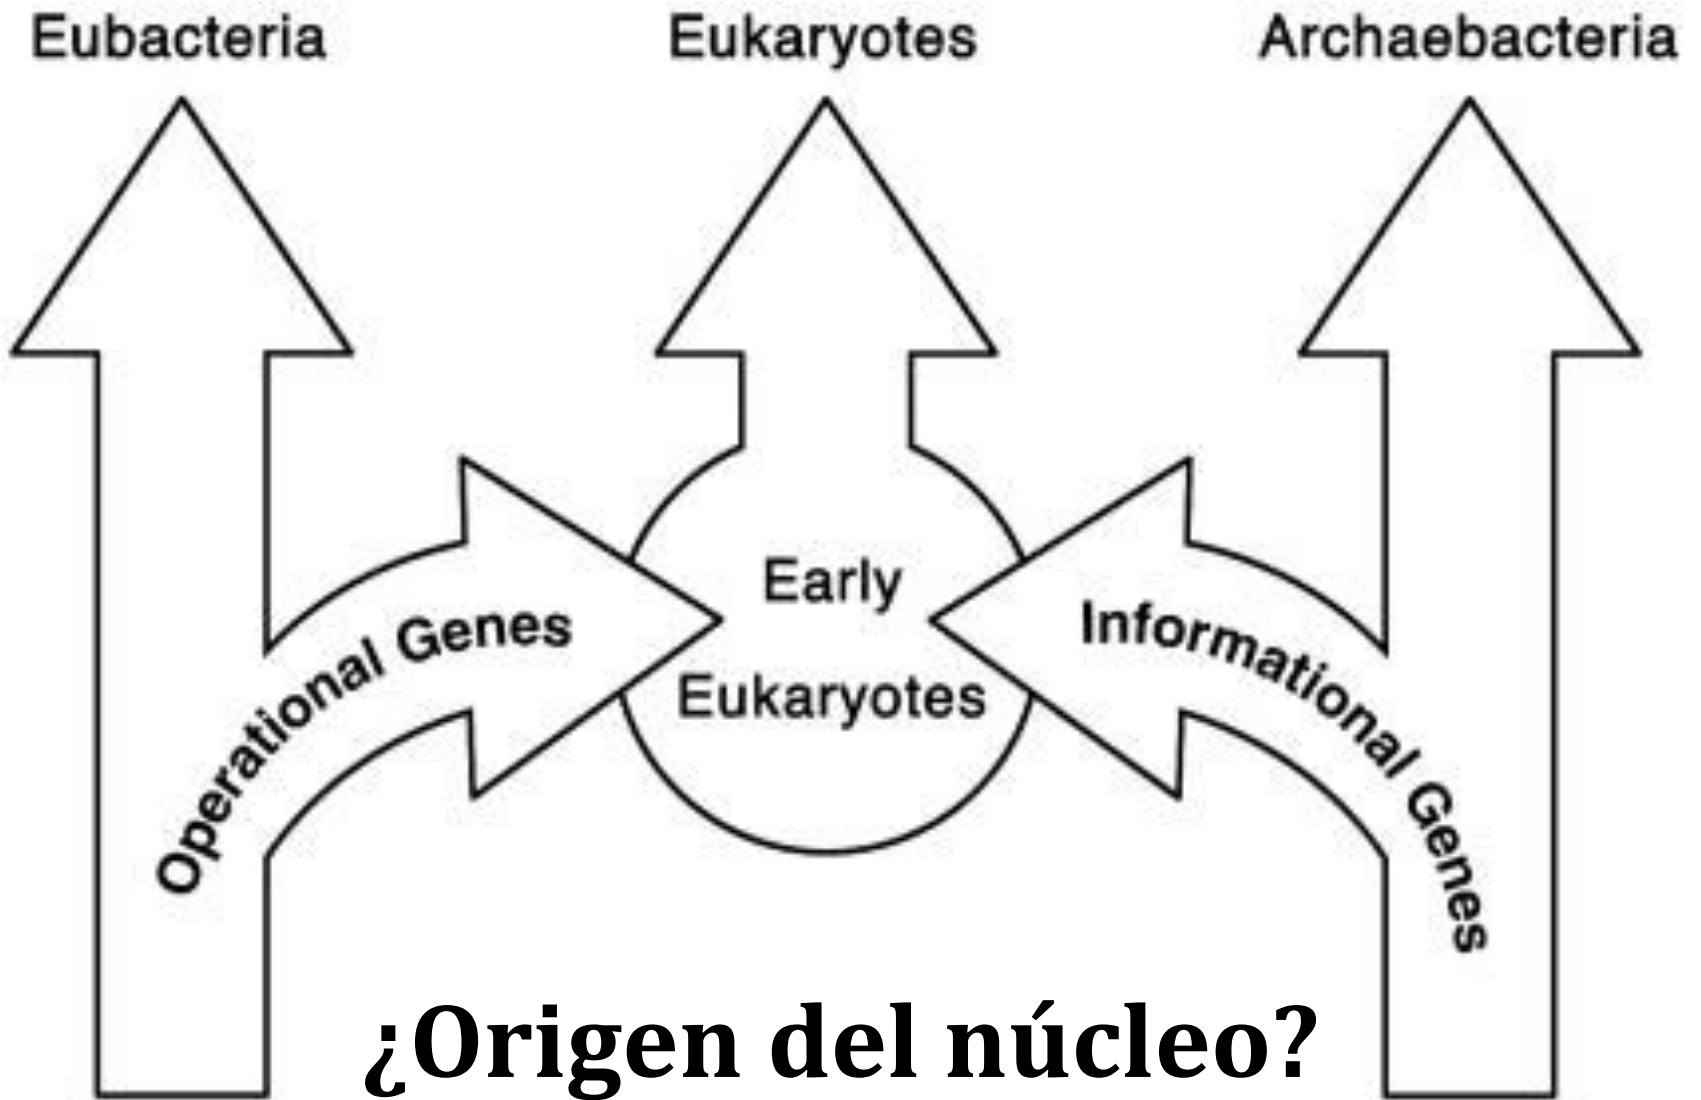 Eubacteria
Eukaryotes
Archaebacteria
Operational Genes
Early
Eukaryotes
Informational Genes
¿Origen del núcleo?